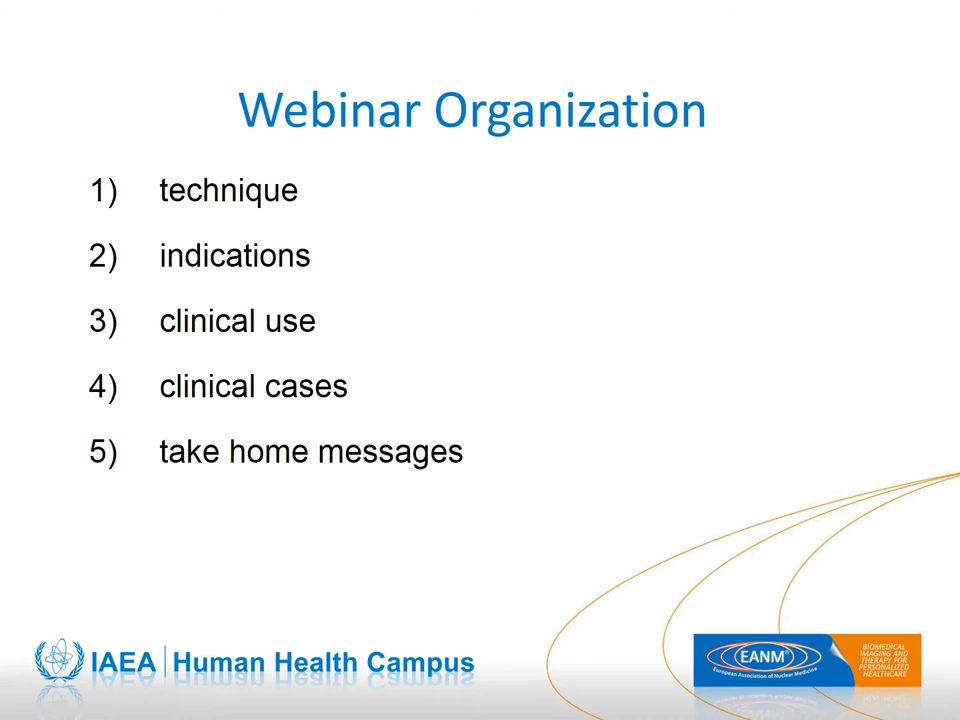 Webinar Organization
1) technique
2) indications
3) clinical use
4) clinical cases
5) take home messages
IAEA Human Health Campus
EANM®
European Association of Nuclear Medicine
BIOMEDICAL
IMAGING AND
THERAPY FOR
PERSONALIZED
HEALTHCARE